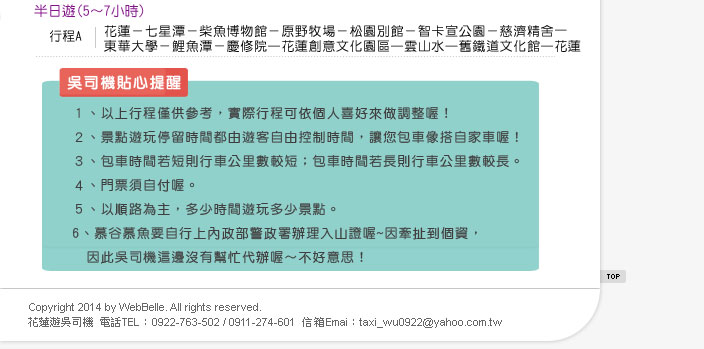 半日遊(5～7小時)
行程A 花蓮－七星潭－柴魚博物館－原野牧場－松園別館－智卡宣公園－慈濟精舍－
東華大學－鯉魚潭－慶修院－花蓮創意文化園區－雲山水－舊鐵道文化館－花蓮
吳司機貼心提醒
1、以上行程僅供參考，實際行程可依個人喜好來做調整喔！
2、景點遊玩停留時間都由遊客自由控制時間，讓您包車像搭自家車喔！
3、包車時間若短則行車公里數較短；包車時間若長則行車公里數較長。
4、門票須自付喔。
5、以順路為主，多少時間遊玩多少景點。
6、慕谷慕魚要自行上內政部警政署辦理入山證喔~因牽扯到個資，
因此吳司機這邊沒有幫忙代辦喔～不好意思！
TOP
Copyright 2014 by WebBelle. All rights reserved.
花蓮遊吳司機 電話TEL：0922-763-502 / 0911-274-601 信箱Emai：taxi_wu0922@yahoo.com.tw